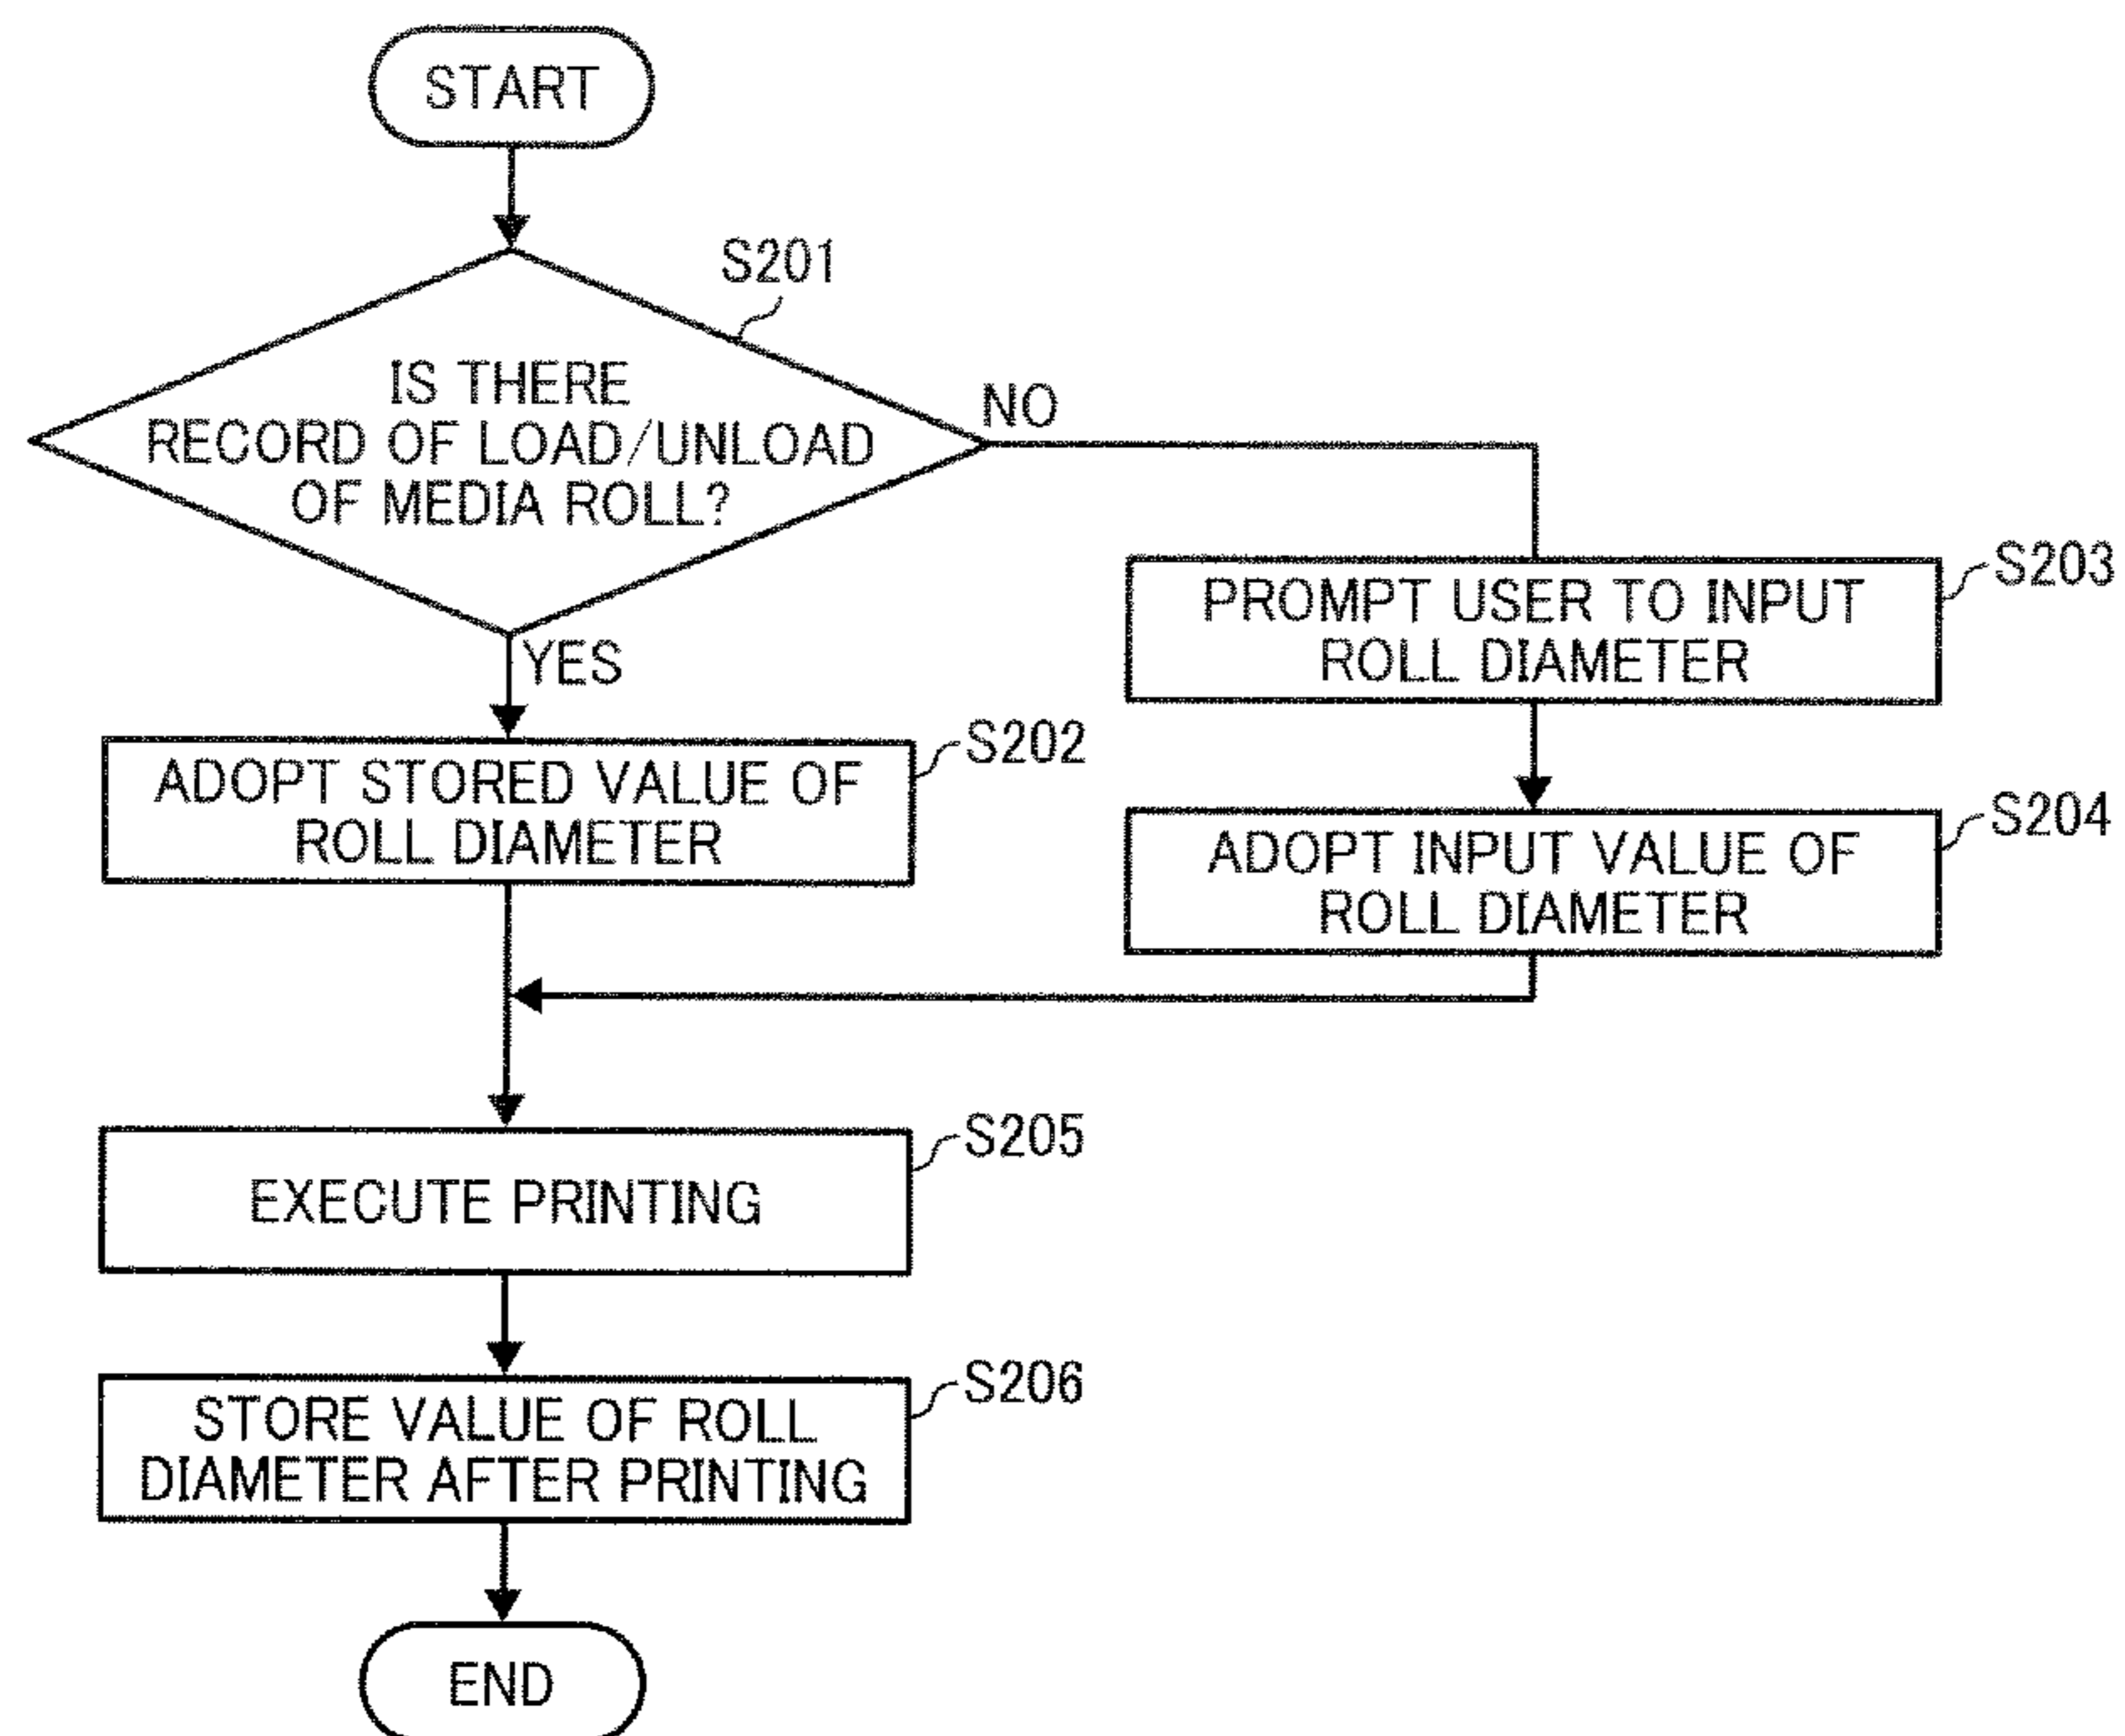 START
S201
IS THERE
RECORD OF LOAD/UNLOAD
OF MEDIA ROLL?
NO
YES
S203
PROMPT USER TO INPUT
ROLL DIAMETER
S202
ADOPT STORED VALUE OF
ROLL DIAMETER
S204
ADOPT INPUT VALUE OF
ROLL DIAMETER
S205
EXECUTE PRINTING
S206
STORE VALUE OF ROLL
DIAMETER AFTER PRINTING
END